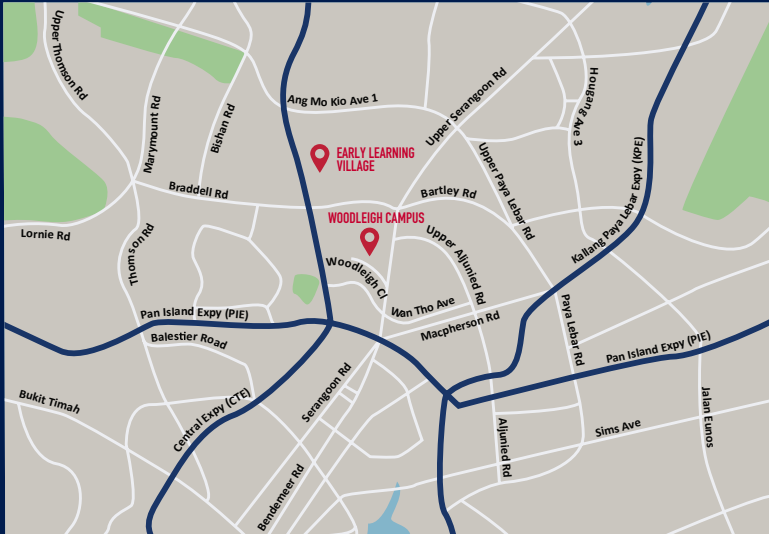 Upper Thomson Rd
Marymount Rd
Bishan Rd
Ang Mo Kio Ave 1
Upper Serangoon Rd
Hougang Ave 3
EARLY LEARNING
VILLAGE
Braddell Rd
Bartley Rd
Upper Paya Lebar Rd
Kallang Paya Lebar Expy (KPE)
Lornie Rd
Thomson Rd
WOODLEIGH CAMPUS
Woodleigh Cl
Upper Aljunied Rd
Wan Tho Ave
Macpherson Rd
Pan Island Expy (PIE)
Balestier Road
Paya Lebar Rd
Pan Island Expy (PIE)
Bukit Timah
Central Expy (CTE)
Serangoon Rd
Jalan Eunos
Sims Ave
Aljunied Rd
Bendemeer Rd